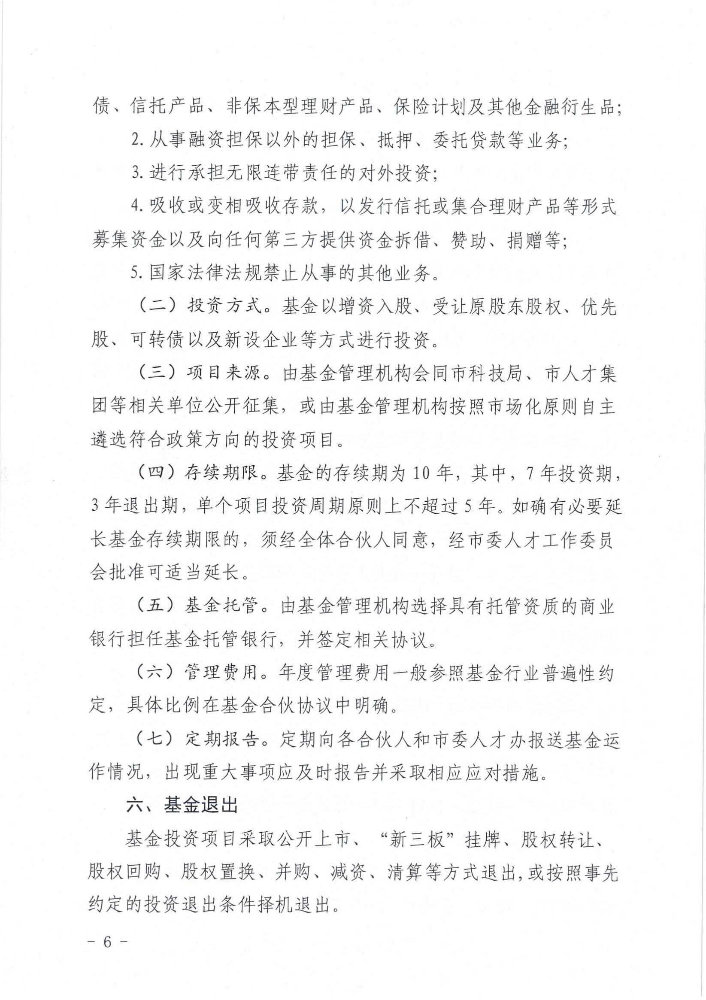 债、信托产品、非保本型理财产品、保险计划及其他金融衍生品;
2.从事融资担保以外的担保、抵押、委托贷款等业务;
3.进行承担无限连带责任的对外投资;
4.吸收或变相吸收存款，以发行信托或集合理财产品等形式
募集资金以及向任何第三方提供资金拆借、赞助、捐赠等;
5.国家法律法规禁止从事的其他业务。
（二）投资方式。基金以增资入股、受让原股东股权、优先
股、可转债以及新设企业等方式进行投资。
（三）项目来源。由基金管理机构会同市科技局、市人才集
团等相关单位公开征集，或由基金管理机构按照市场化原则自主
遴选符合政策方向的投资项目。
（四）存续期限。基金的存续期为10年，其中，7年投资期，
3年退出期，单个项目投资周期原则上不超过5年。如确有必要延
长基金存续期限的，须经全体合伙人同意，经市委人才工作委员
会批准可适当延长。
（五）基金托管。由基金管理机构选择具有托管资质的商业
银行担任基金托管银行，并签定相关协议。
（六）管理费用。年度管理费用一般参照基金行业普遍性约
定，具体比例在基金合伙协议中明确。
（七）定期报告。定期向各合伙人和市委人才办报送基金运
作情况，出现重大事项应及时报告并采取相应应对措施。
六、基金退出
基金投资项目采取公开上市、“新三板”挂牌、股权转让、
股权回购、股权置换、并购、减资、清算等方式退出,或按照事先
约定的投资退出条件择机退出。
- 6 -